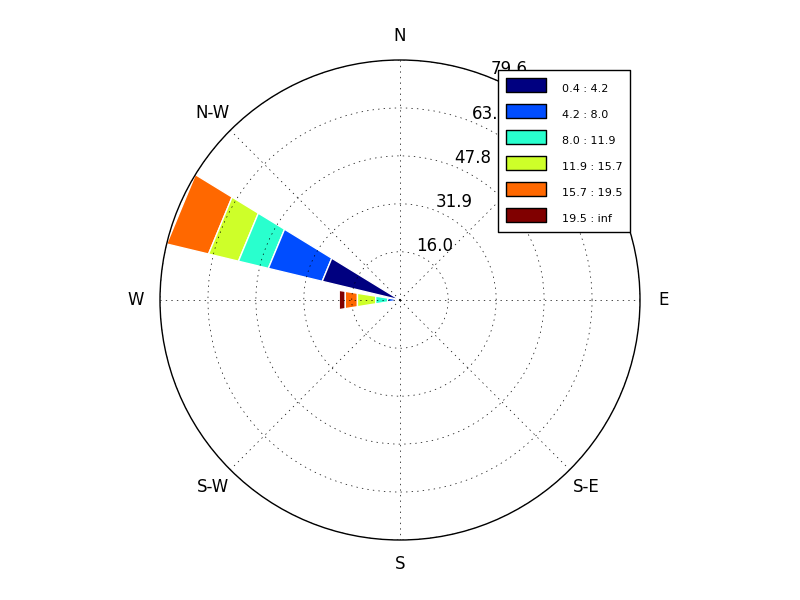 N
79.6
N-W
63.
47.8
31.9
16.0
0.4 : 4.2
4.2 : 8.0
8.0 : 11.9
11.9 : 15.7
15.7 : 19.5
19.5 : inf
W
E
S-W
S-E
S